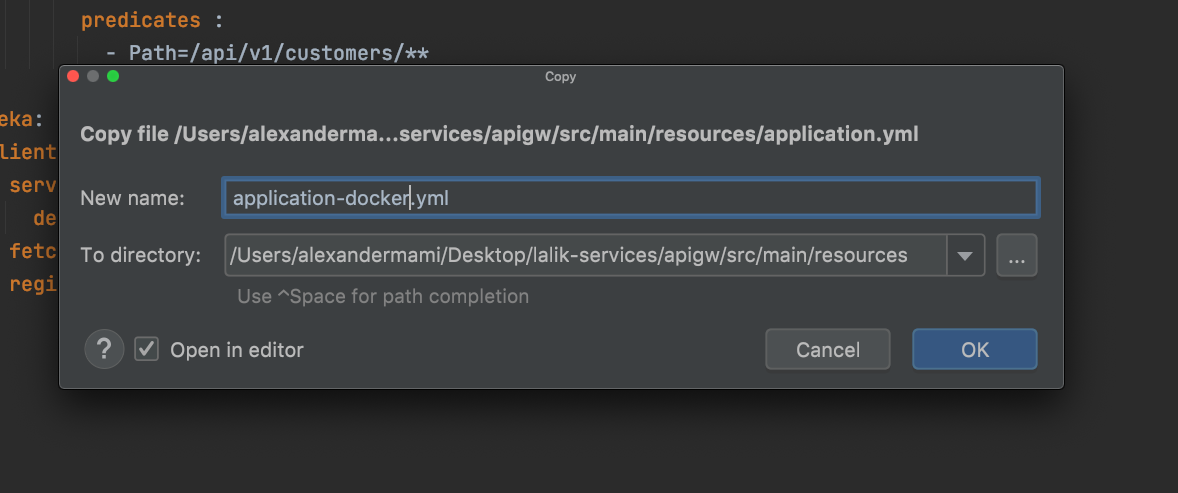 predicates :
- Path=/api/v1/customers/**
Copy
eka:
Copy file /Users/alexanderma...services/apigw/src/main/resources/application.yml
lient
serv
New name: application-docker.yml
de
fetc
To directory: /Users/alexandermami/Desktop/lalik-services/apigw/src/main/resources ...
regi
Use ^Space for path completion
? Open in editor Cancel OK